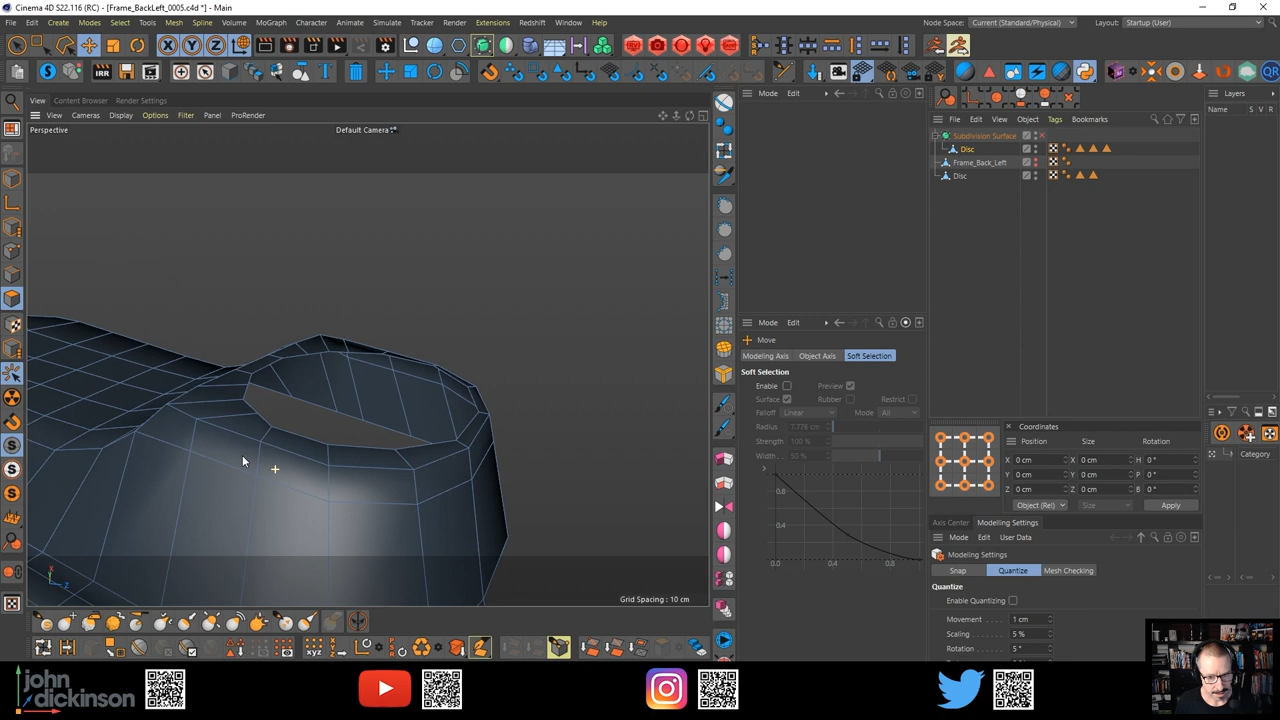 Cinema 4D S22.116 (RC) - [Frame_BackLeft_0005.c4d *] - Main
File Edit Create Modes Select Tools Mesh Spline Volume MoGraph Character Animate Simulate Tracker Render Extensions Redshift Window Help
Node Space: Current (Standard/Physical) Layout: Startup (User)
View Content Browser Render Settings
View Cameras Display Options Filter Panel ProRender
Perspective
Default Camera
Grid Spacing : 10 cm
Mode Edit
Mode Edit
Move
Modeling Axis Object Axis Soft Selection
Soft Selection
Enable Preview
Surface Rubber Restrict
Falloff Linear Mode All
Radius 7.776 cm
Strength 100 %
Width 50 %
0.8
0.4
0.0 0.4 0.8
File Edit View Object Tags Bookmarks
Subdivision Surface
Disc
Frame_Back_Left
Disc
Layers
Name S V M
Category
Coordinates
Position Size Rotation
X 0 cm X 0 cm H 0 °
Y 0 cm Y 0 cm P 0 °
Z 0 cm Z 0 cm B 0 °
Object (Rel) Size Apply
Axis Center Modeling Settings
Mode Edit User Data
Modeling Settings
Snap Quantize Mesh Checking
Quantize
Enable Quantizing
Movement 1 cm
Scaling 5 %
Rotation 5 °
john
dickinson